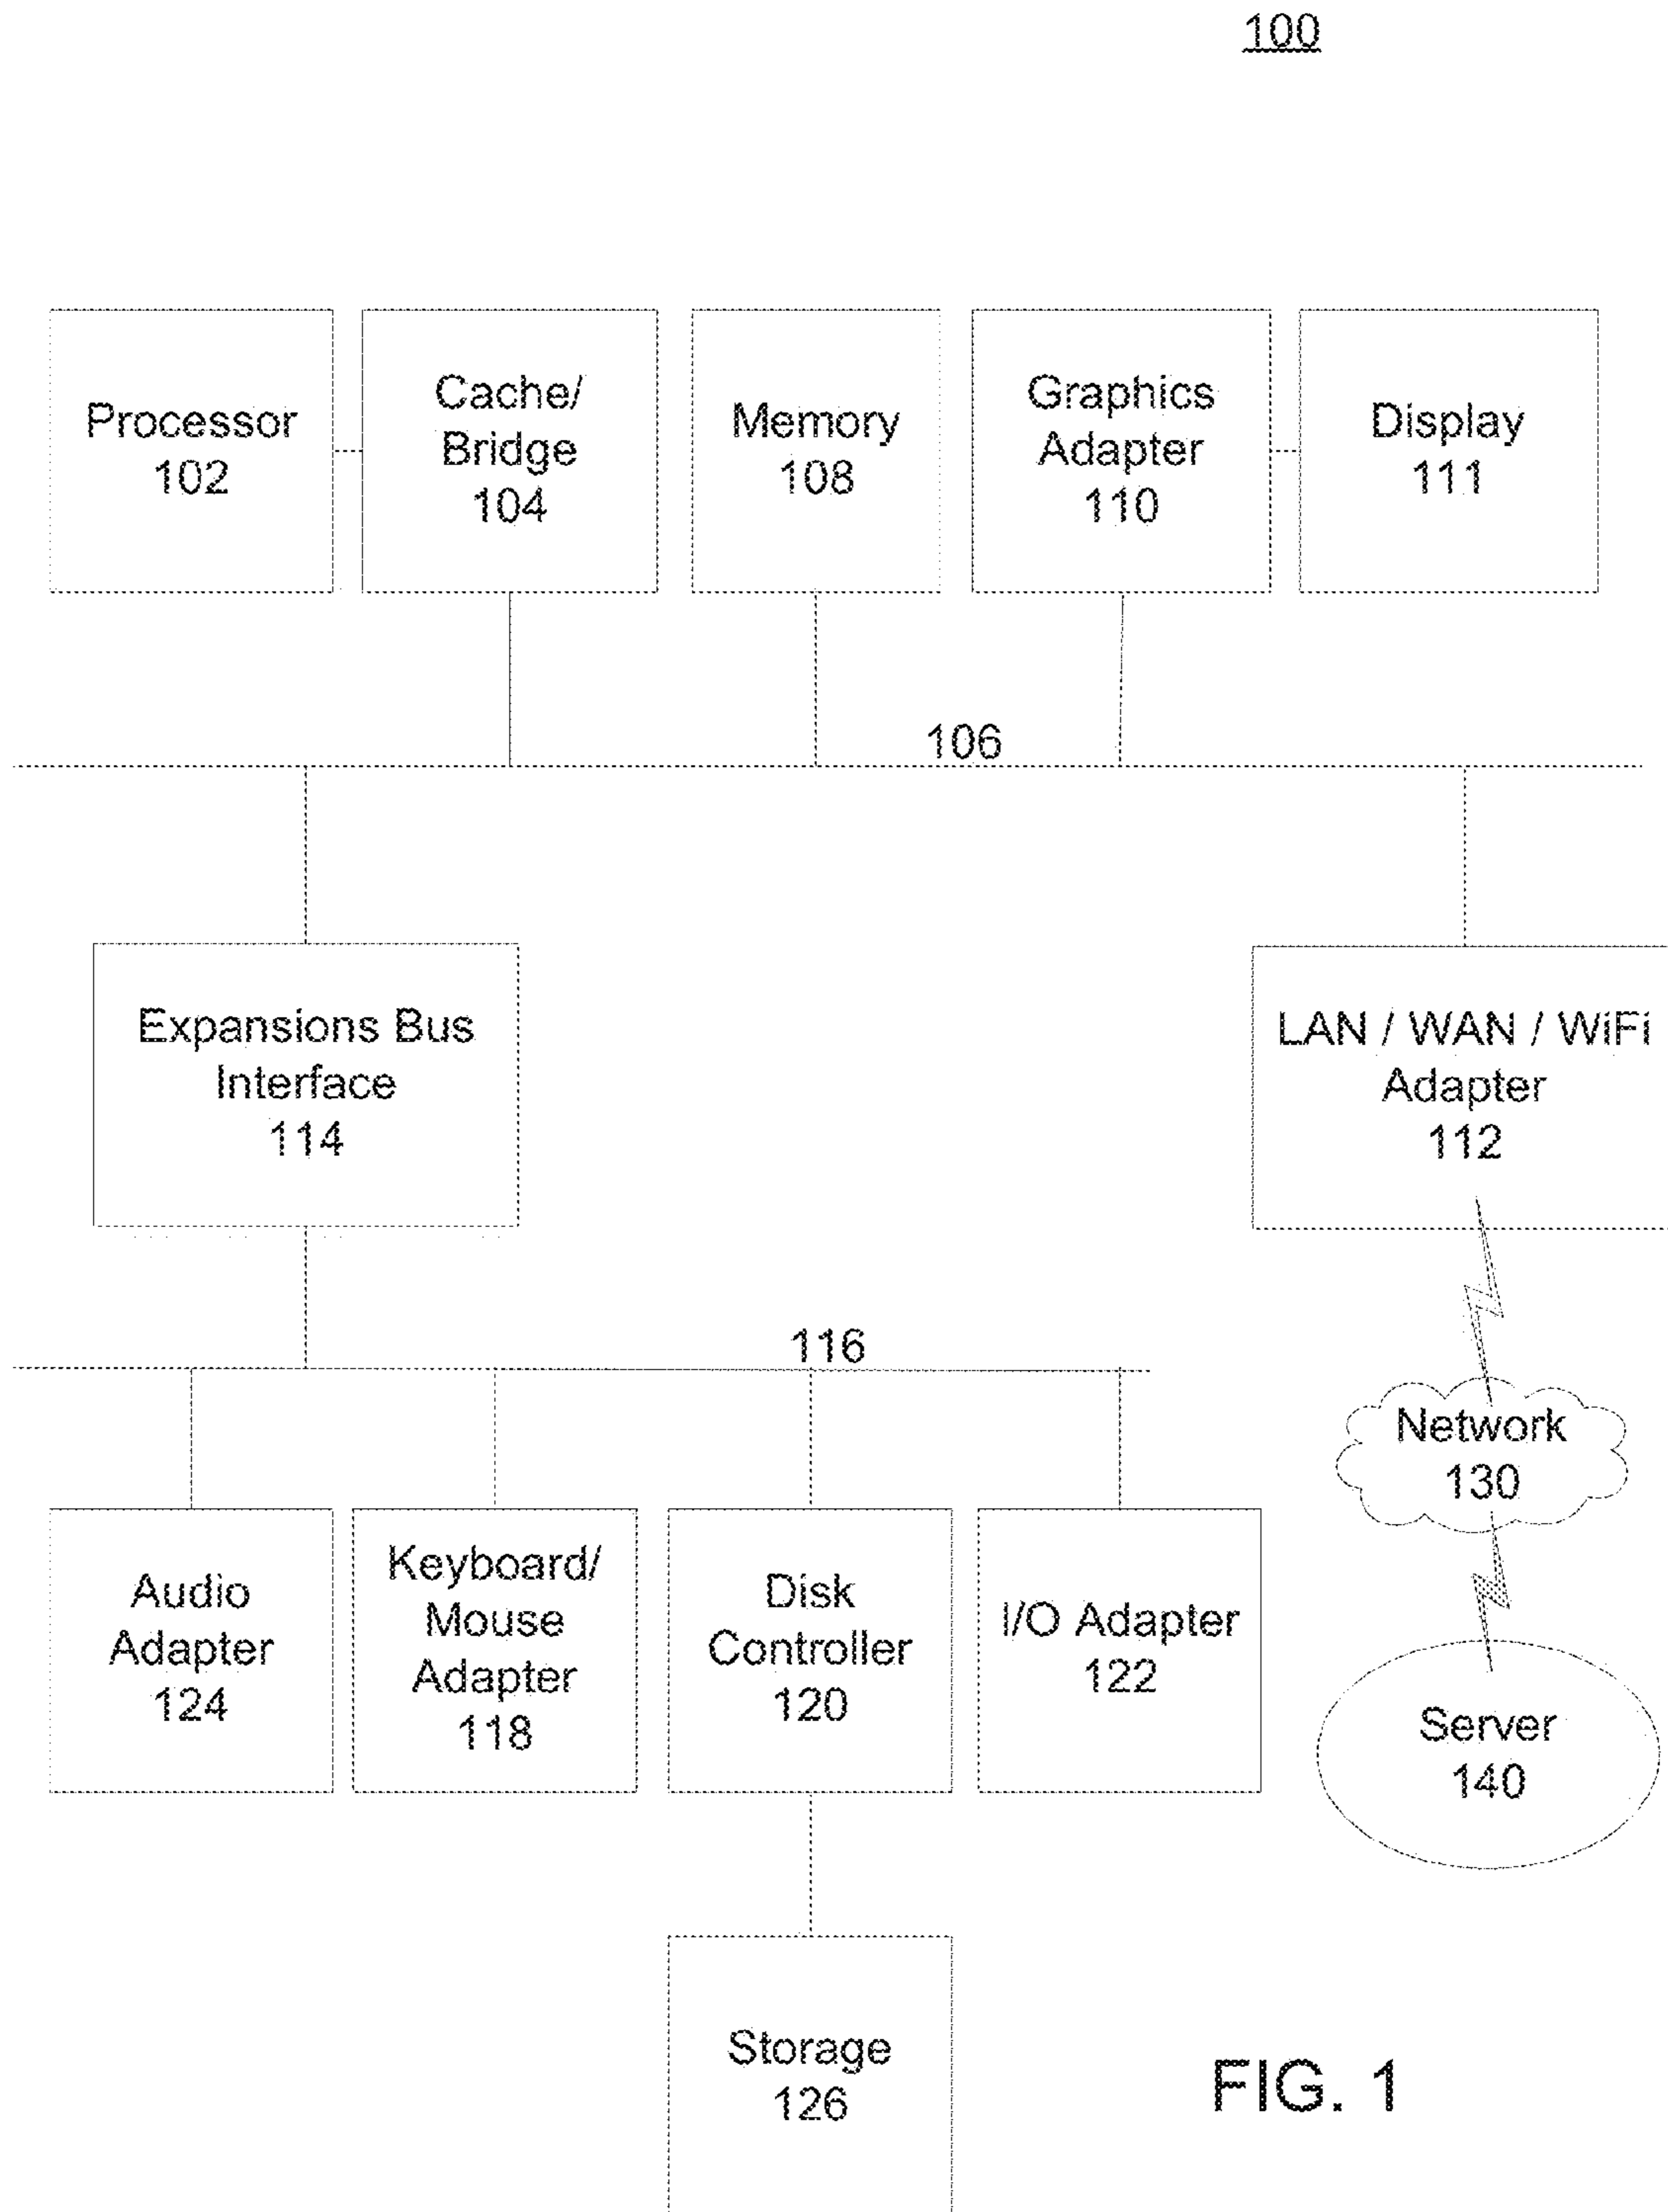 100
Processor
102
Cache/
Bridge
104
Memory
108
Graphics
Adapter
110
Display
111
106
Expansions Bus
Interface
114
LAN / WAN / WiFi
Adapter
112
116
Network
130
Audio
Adapter
124
Keyboard/
Mouse
Adapter
118
Disk
Controller
120
I/O Adapter
122
Server
140
Storage
126
FIG. 1